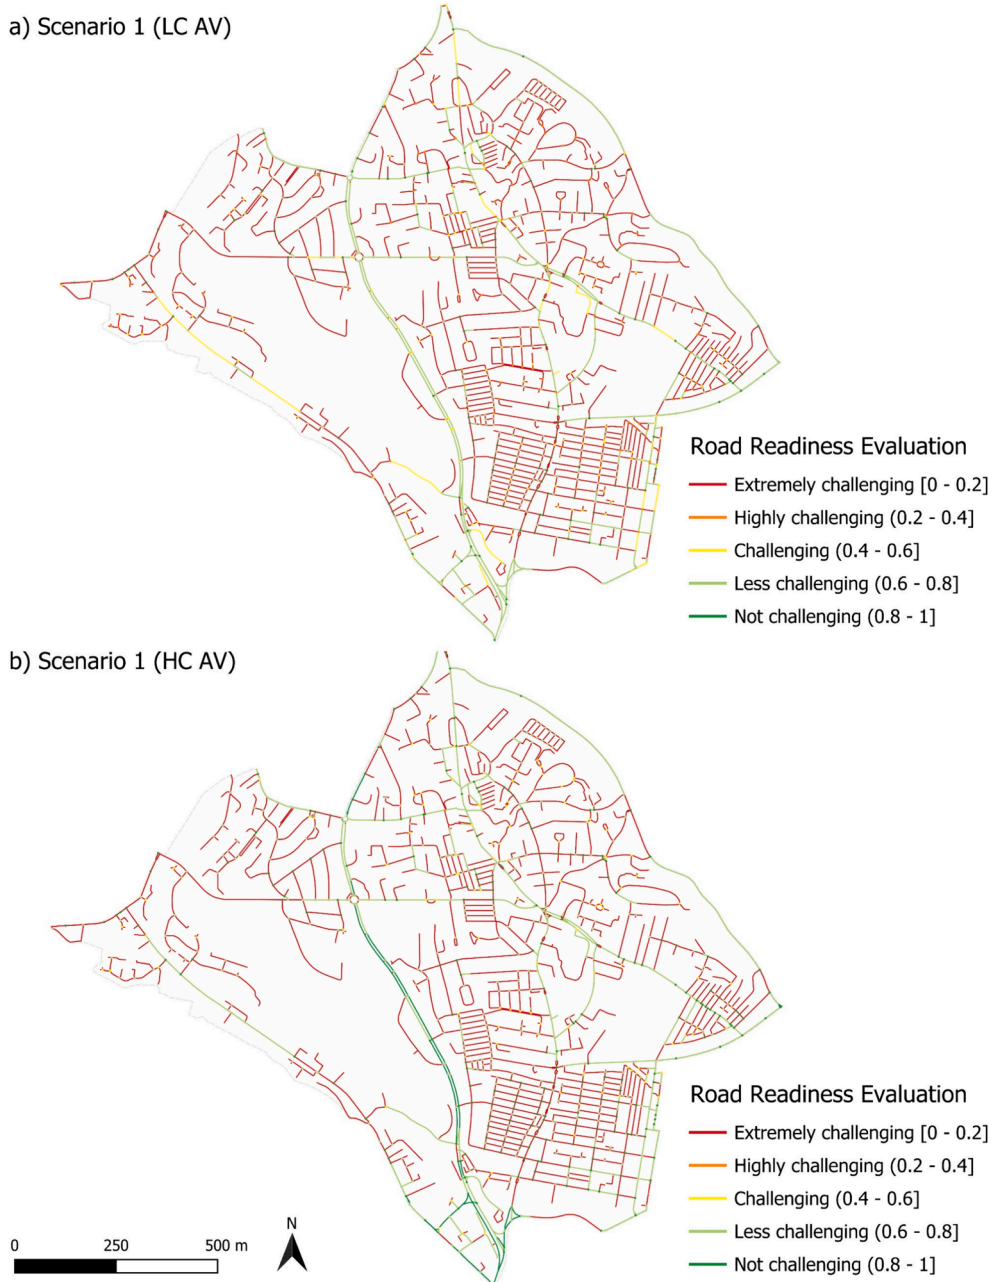 a) Scenario 1 (LC AV)
Road Readiness Evaluation
Extremely challenging [0 - 0.2]
Highly challenging (0.2 - 0.4]
Challenging (0.4 - 0.6]
Less challenging (0.6 - 0.8]
Not challenging (0.8 - 1]
b) Scenario 1 (HC AV)
Road Readiness Evaluation
Extremely challenging [0 - 0.2]
Highly challenging (0.2 - 0.4]
Challenging (0.4 - 0.6]
Less challenging (0.6 - 0.8]
Not challenging (0.8 - 1]
N
0 250 500 m